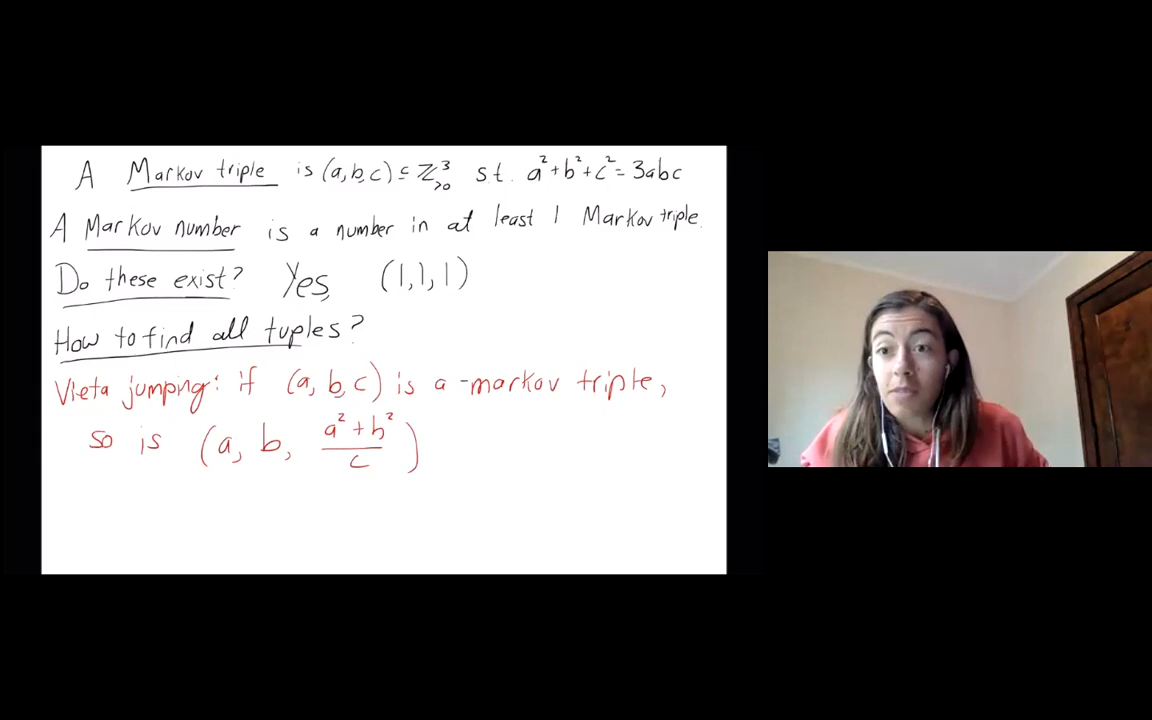 A Markov triple is (a, b, c) ⊆ ℤ³_{>0} s.t. a²+b²+c² = 3abc
A Markov number is a number in at least 1 Markov triple.
Do these exist? Yes, (1,1,1)
How to find all tuples?
Vieta jumping: if (a, b, c) is a markov triple,
so is (a, b, (a²+b²)/c)